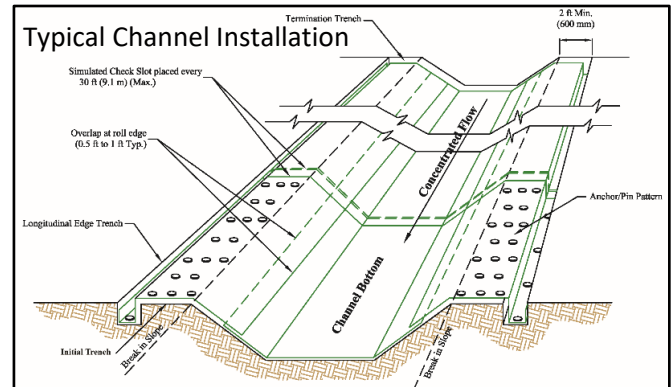 Typical Channel Installation
Termination Trench
2 ft Min.
(600 mm)
Simulated Check Slot placed every
30 ft (9.1 m) (Max.)
Overlap at roll edge
(0.5 ft to 1 ft Typ.)
Concentrated Flow
Longitudinal Edge Trench
Anchor/Pin Pattern
Channel Bottom
Initial Trench
Break in Slope
Break in Slope